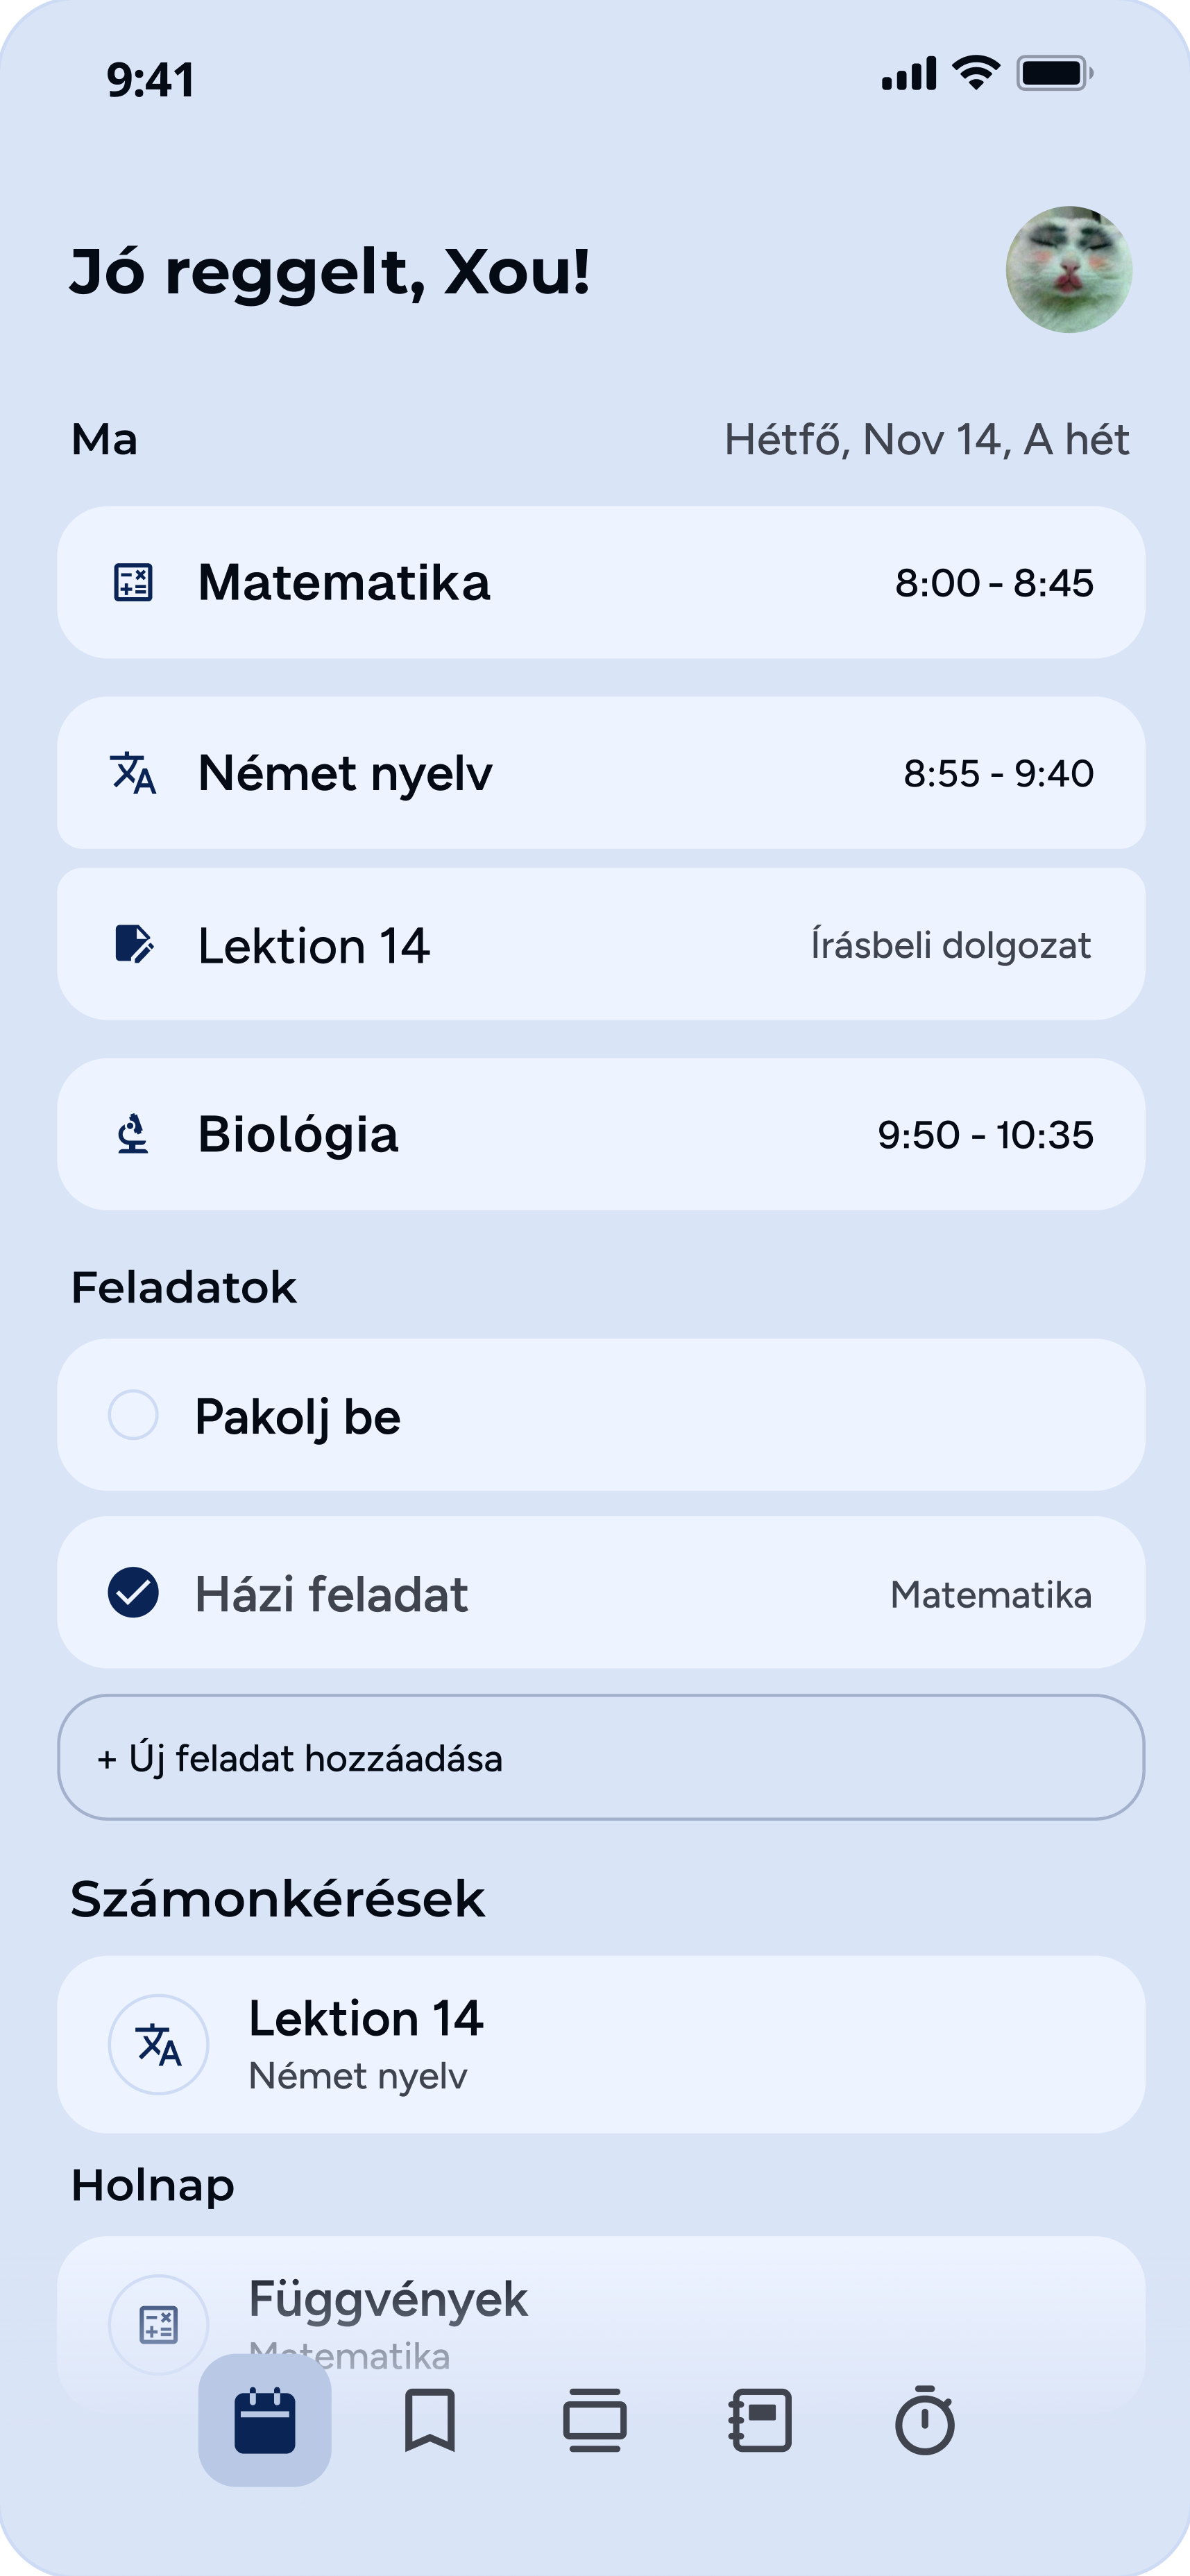 9:41
Jó reggelt, Xou!
Ma
Hétfő, Nov 14, A hét
Matematika
8:00 - 8:45
Német nyelv
8:55 - 9:40
Lektion 14
Írásbeli dolgozat
Biológia
9:50 - 10:35
Feladatok
Pakolj be
Házi feladat
Matematika
+ Új feladat hozzáadása
Számonkérések
Lektion 14
Német nyelv
Holnap
Függvények
Matematika